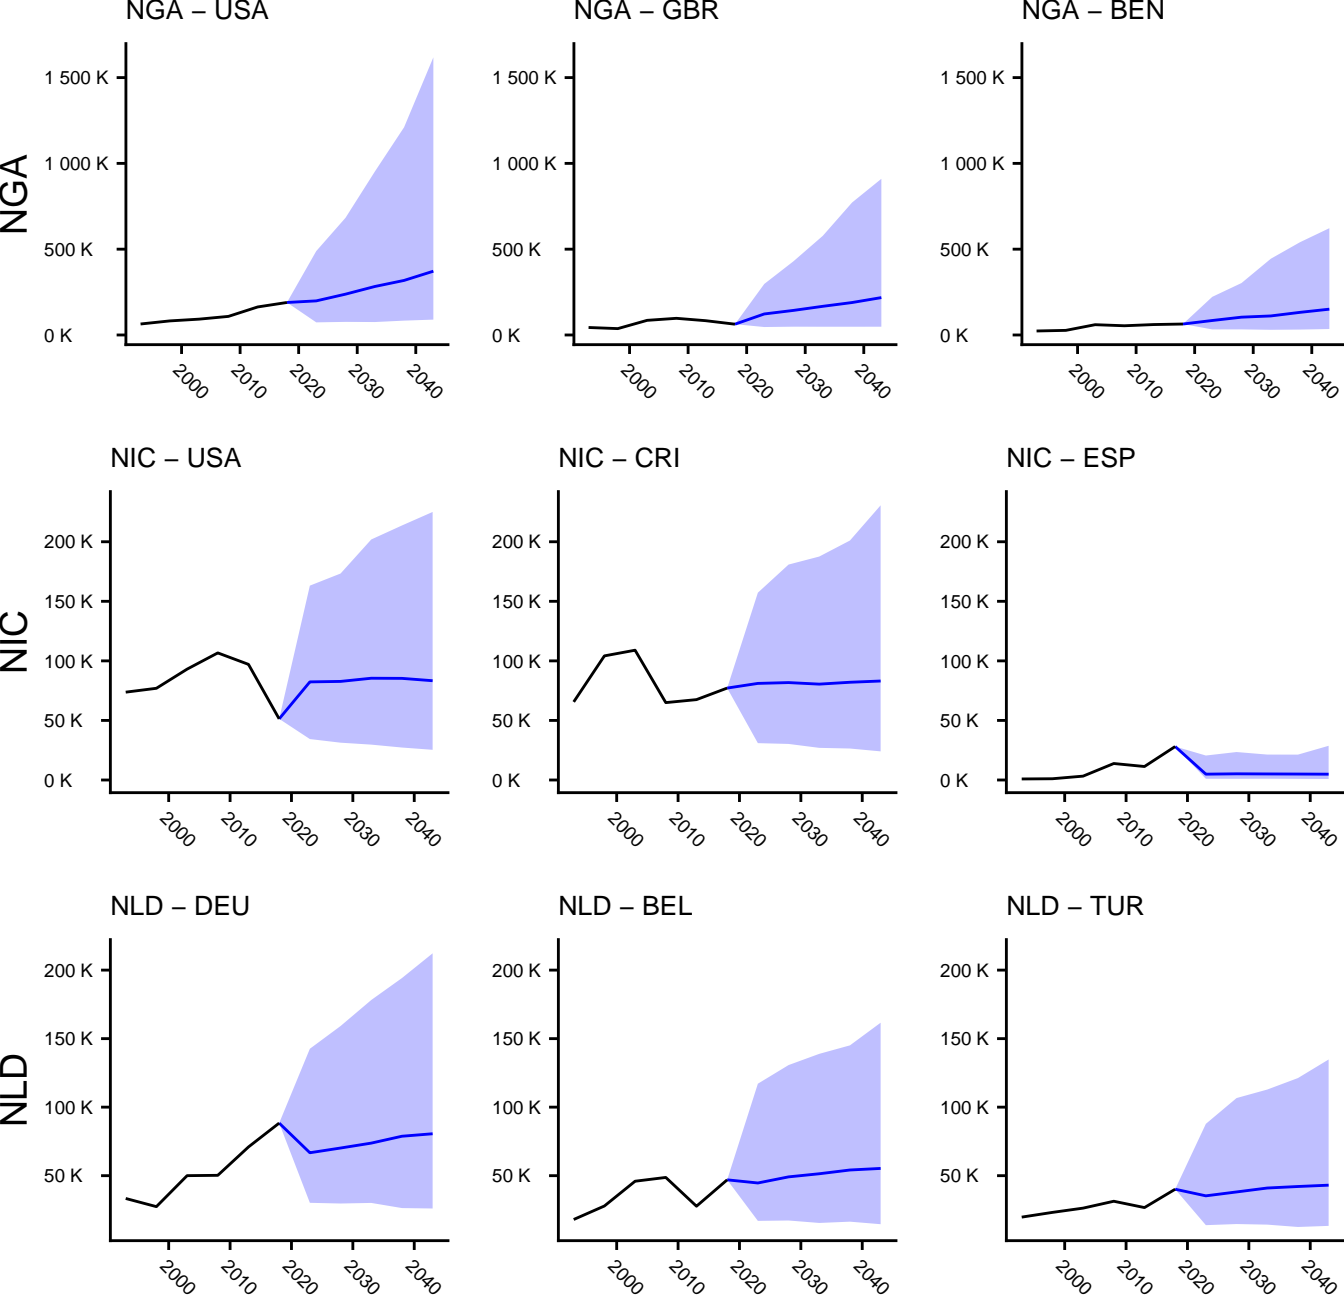 NGA – USA
NGA – GBR
NGA – BEN
NGA
1 500 K
1 000 K
500 K
0 K
2000
2010
2020
2030
2040
1 500 K
1 000 K
500 K
0 K
2000
2010
2020
2030
2040
1 500 K
1 000 K
500 K
0 K
2000
2010
2020
2030
2040
NIC – USA
NIC – CRI
NIC – ESP
NIC
200 K
150 K
100 K
50 K
0 K
2000
2010
2020
2030
2040
200 K
150 K
100 K
50 K
0 K
2000
2010
2020
2030
2040
200 K
150 K
100 K
50 K
0 K
2000
2010
2020
2030
2040
NLD – DEU
NLD – BEL
NLD – TUR
NLD
200 K
150 K
100 K
50 K
2000
2010
2020
2030
2040
200 K
150 K
100 K
50 K
2000
2010
2020
2030
2040
200 K
150 K
100 K
50 K
2000
2010
2020
2030
2040